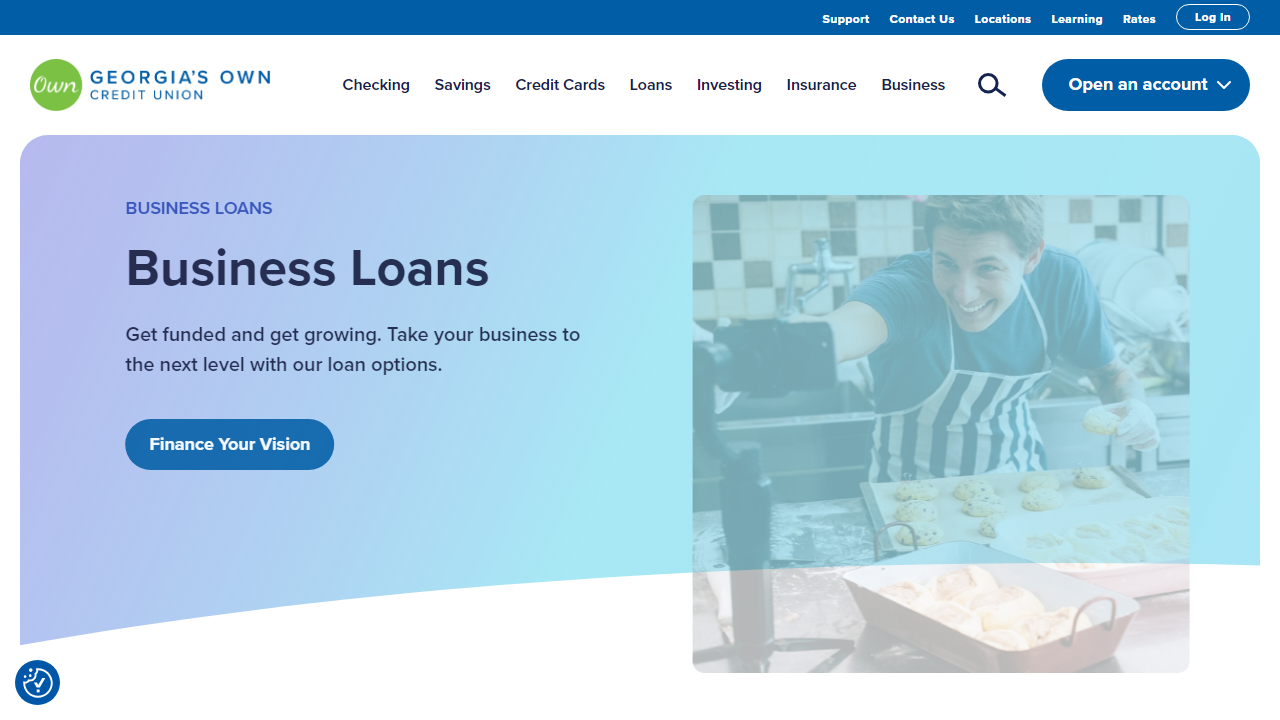 Support Contact Us Locations Learning Rates Log In
Own GEORGIA'S OWN
CREDIT UNION
Checking Savings Credit Cards Loans Investing Insurance Business Open an account
BUSINESS LOANS
Business Loans
Get funded and get growing. Take your business to
the next level with our loan options.
Finance Your Vision